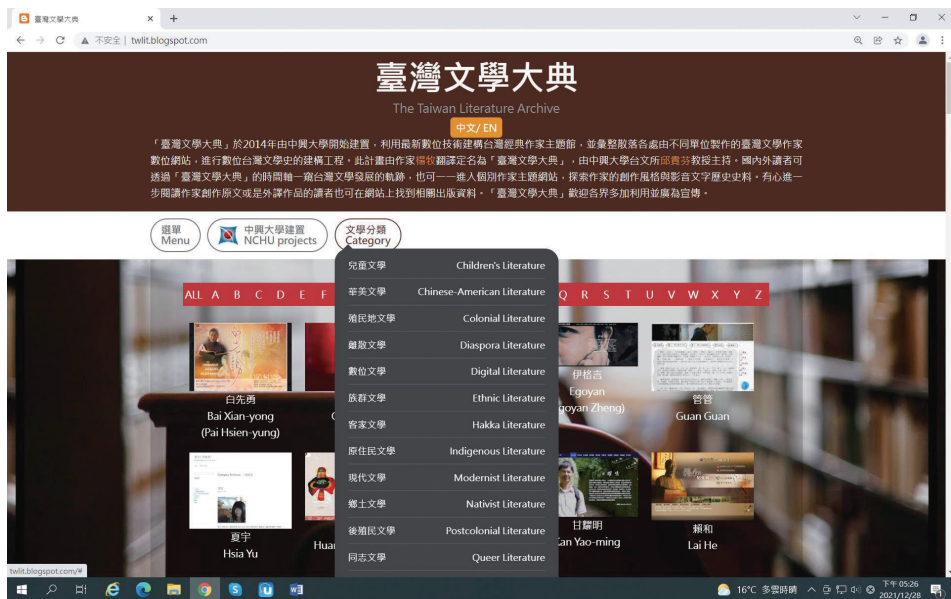 臺灣文學大典
不安全 | twlit.blogspot.com
臺灣文學大典
The Taiwan Literature Archive
中文/ EN
「臺灣文學大典」於2014年由中興大學開始建置，利用最新數位技術建構台灣經典作家主題館，並彙整散落各處由不同單位製作的臺灣文學作家
數位網站，進行數位台灣文學史的建構工程。此計畫由作家楊牧翻譯定名為「臺灣文學大典」，由中興大學台文所邱貴芬教授主持。國內外讀者可
透過「臺灣文學大典」的時間軸一窺台灣文學發展的軌跡，也可一一進入個別作家主題網站，探索作家的創作風格與影音文字歷史史料。有心進一
步閱讀作家創作原文或是外譯作品的讀者也可在網站上找到相關出版資料。「臺灣文學大典」歡迎各界多加利用並廣為宣傳。
選單
Menu
中興大學建置
NCHU projects
文學分類
Category
兒童文學 Children's Literature
華美文學 Chinese-American Literature
殖民地文學 Colonial Literature
離散文學 Diaspora Literature
數位文學 Digital Literature
族群文學 Ethnic Literature
客家文學 Hakka Literature
原住民文學 Indigenous Literature
現代文學 Modernist Literature
鄉土文學 Nativist Literature
後殖民文學 Postcolonial Literature
同志文學 Queer Literature
ALL A B C D E F Q R S T U V W X Y Z
白先勇
Bai Xian-yong
(Pai Hsien-yung)
伊格言
Egoyan
goyan Zheng)
管管
Guan Guan
夏宇
Hsia Yu
Hua
甘耀明
Kan Yao-ming
賴和
Lai He
twlit.blogspot.com/#
16°C 多雲時晴
下午 05:26
2021/12/28